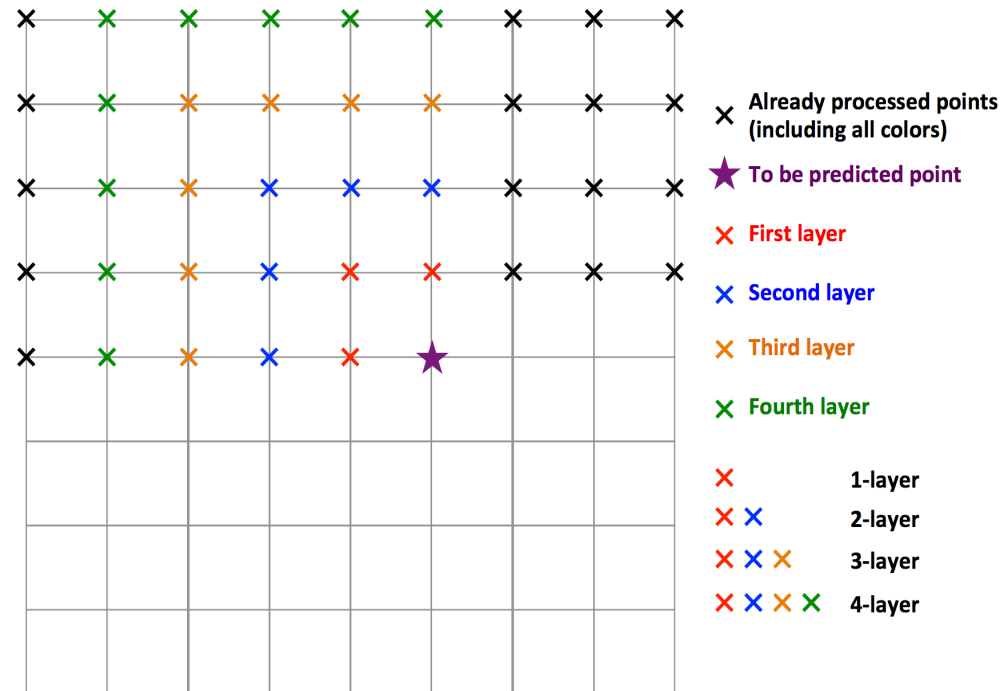 Already processed points
(including all colors)
To be predicted point
First layer
Second layer
Third layer
Fourth layer
1-layer
2-layer
3-layer
4-layer